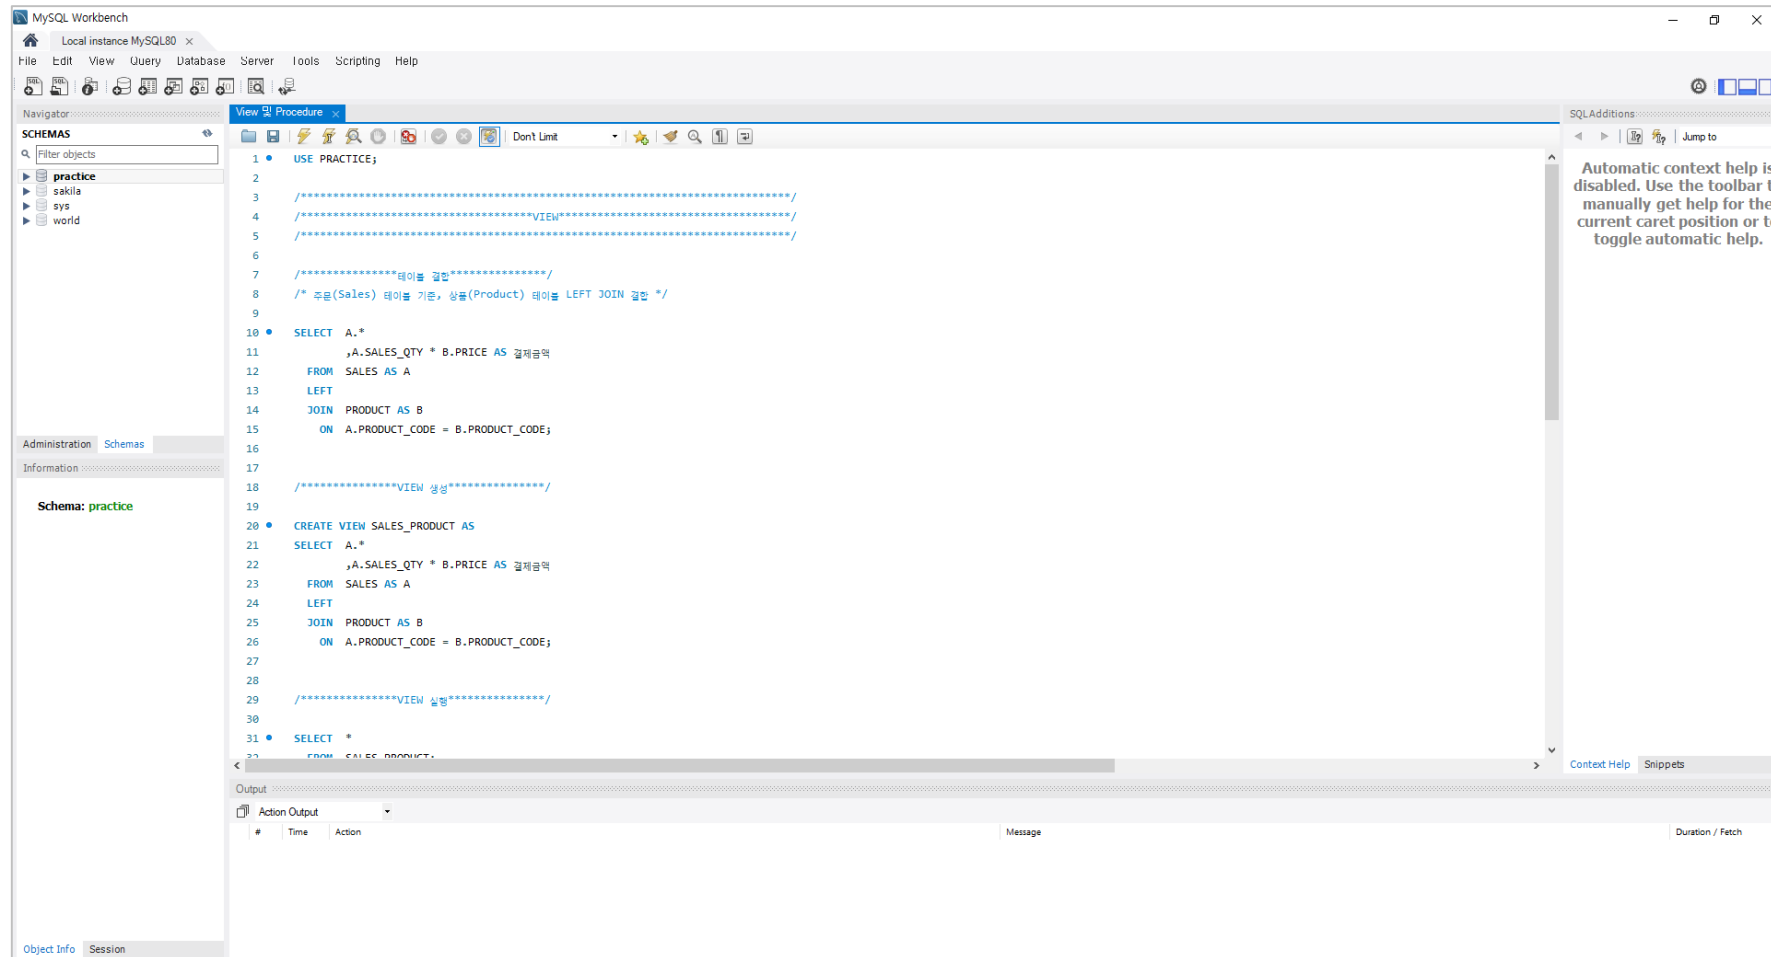 MySQL Workbench
Local instance MySQL80
File Edit View Query Database Server Tools Scripting Help
Navigator
SCHEMAS
Filter objects
practice
sakila
sys
world
Administration Schemas
Information
Schema: practice
Object Info Session
View 및 Procedure
Don't Limit
1 USE PRACTICE;
2
3 /****************************************************************************/
4 /************************************VIEW************************************/
5 /****************************************************************************/
6
7 /***************테이블 결합***************/
8 /* 주문(Sales) 테이블 기준, 상품(Product) 테이블 LEFT JOIN 결합 */
9
10 SELECT A.*
11 ,A.SALES_QTY * B.PRICE AS 결제금액
12 FROM SALES AS A
13 LEFT
14 JOIN PRODUCT AS B
15 ON A.PRODUCT_CODE = B.PRODUCT_CODE;
16
17
18 /***************VIEW 생성***************/
19
20 CREATE VIEW SALES_PRODUCT AS
21 SELECT A.*
22 ,A.SALES_QTY * B.PRICE AS 결제금액
23 FROM SALES AS A
24 LEFT
25 JOIN PRODUCT AS B
26 ON A.PRODUCT_CODE = B.PRODUCT_CODE;
27
28
29 /***************VIEW 실행***************/
30
31 SELECT *
32 FROM SALES_PRODUCT;
SQLAdditions
Jump to
Automatic context help is
disabled. Use the toolbar t
manually get help for the
current caret position or t
toggle automatic help.
Context Help Snippets
Output
Action Output
# Time Action Message Duration / Fetch